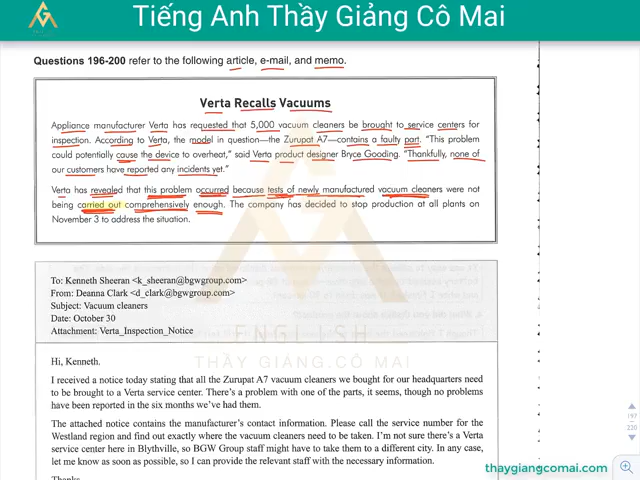 Tiếng Anh Thầy Giảng Cô Mai
Questions 196-200 refer to the following article, e-mail, and memo.
Verta Recalls Vacuums
Appliance manufacturer Verta has requested that 5,000 vacuum cleaners be brought to service centers for
inspection. According to Verta, the model in question—the Zurupat A7—contains a faulty part. "This problem
could potentially cause the device to overheat," said Verta product designer Bryce Gooding. "Thankfully, none of
our customers have reported any incidents yet."
Verta has revealed that this problem occurred because tests of newly manufactured vacuum cleaners were not
being carried out comprehensively enough. The company has decided to stop production at all plants on
November 3 to address the situation.
To: Kenneth Sheeran <k_sheeran@bgwgroup.com>
From: Deanna Clark <d_clark@bgwgroup.com>
Subject: Vacuum cleaners
Date: October 30
Attachment: Verta_Inspection_Notice
ENGLISH
THẦY GIẢNG.CÔ MAI
Hi, Kenneth.
I received a notice today stating that all the Zurupat A7 vacuum cleaners we bought for our headquarters need
to be brought to a Verta service center. There's a problem with one of the parts, it seems, though no problems
have been reported in the six months we've had them.
The attached notice contains the manufacturer's contact information. Please call the service number for the
Westland region and find out exactly where the vacuum cleaners need to be taken. I'm not sure there's a Verta
service center here in Blythville, so BGW Group staff might have to take them to a different city. In any case,
let me know as soon as possible, so I can provide the relevant staff with the necessary information.
Thanks
197
220
thaygiangcomai.com